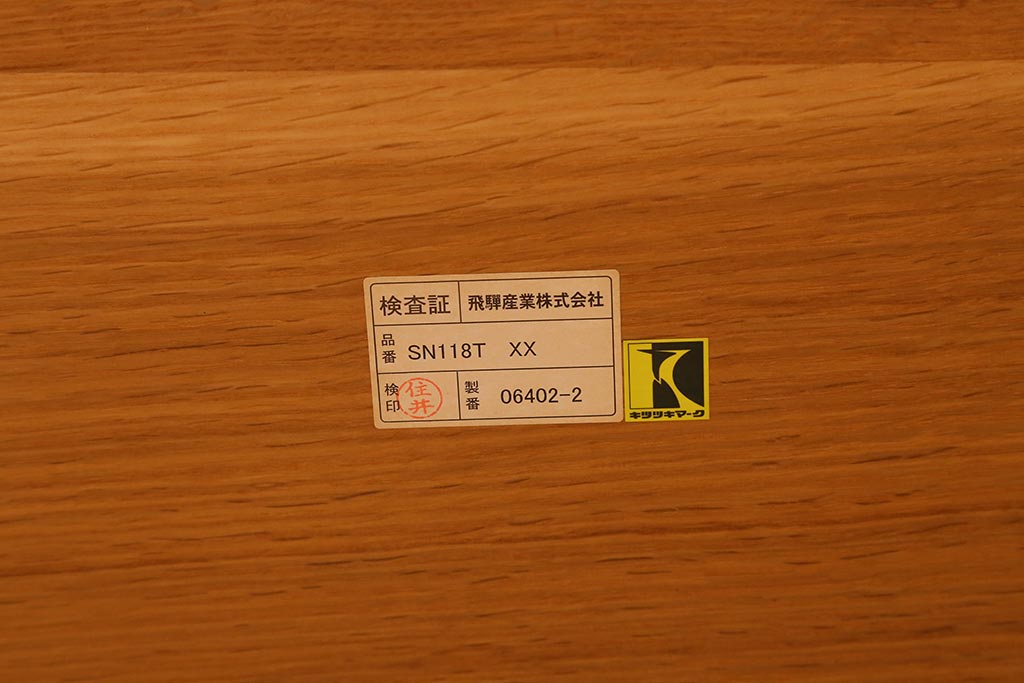 検査証 飛騨産業株式会社
品番 SN118T XX
検印 住井 製番 06402-2
キツツキマーク